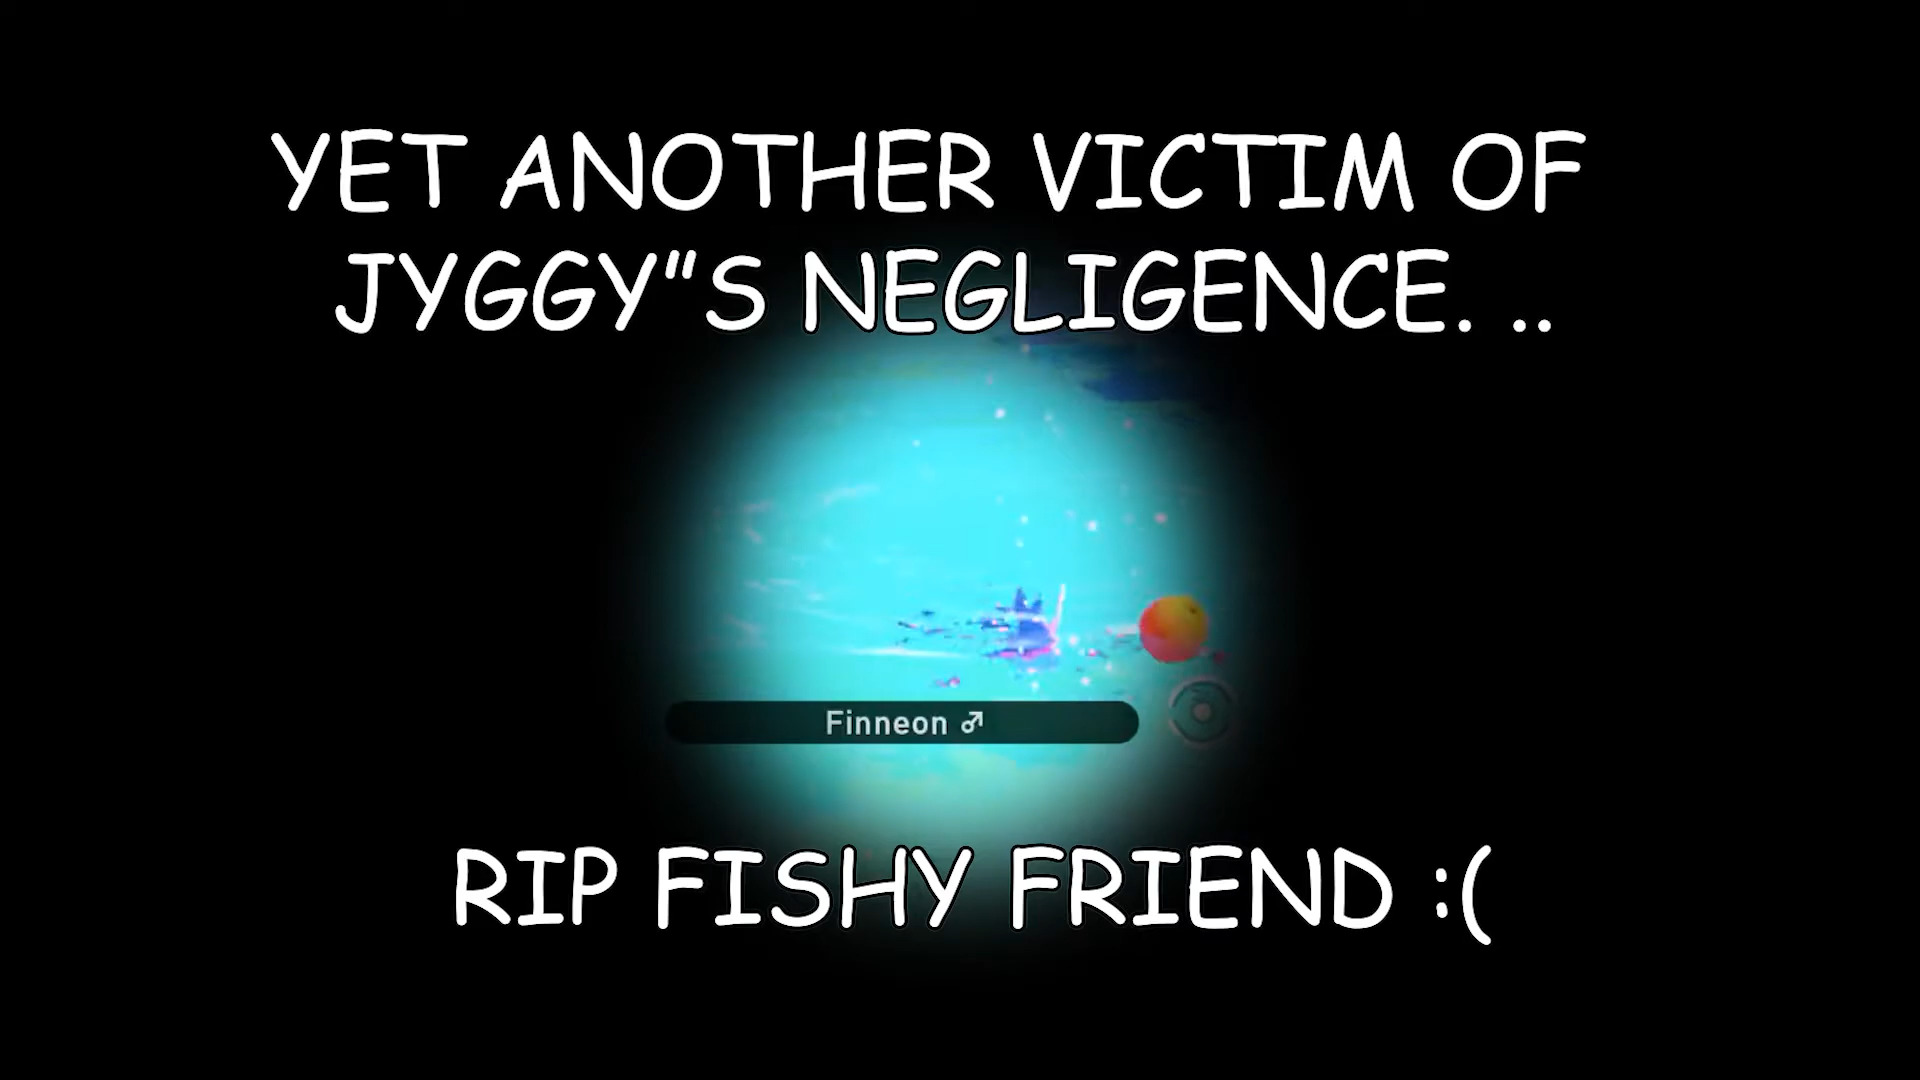 YET ANOTHER VICTIM OF
JYGGY"S NEGLIGENCE. ..
Finneon ♂
RIP FISHY FRIEND :(